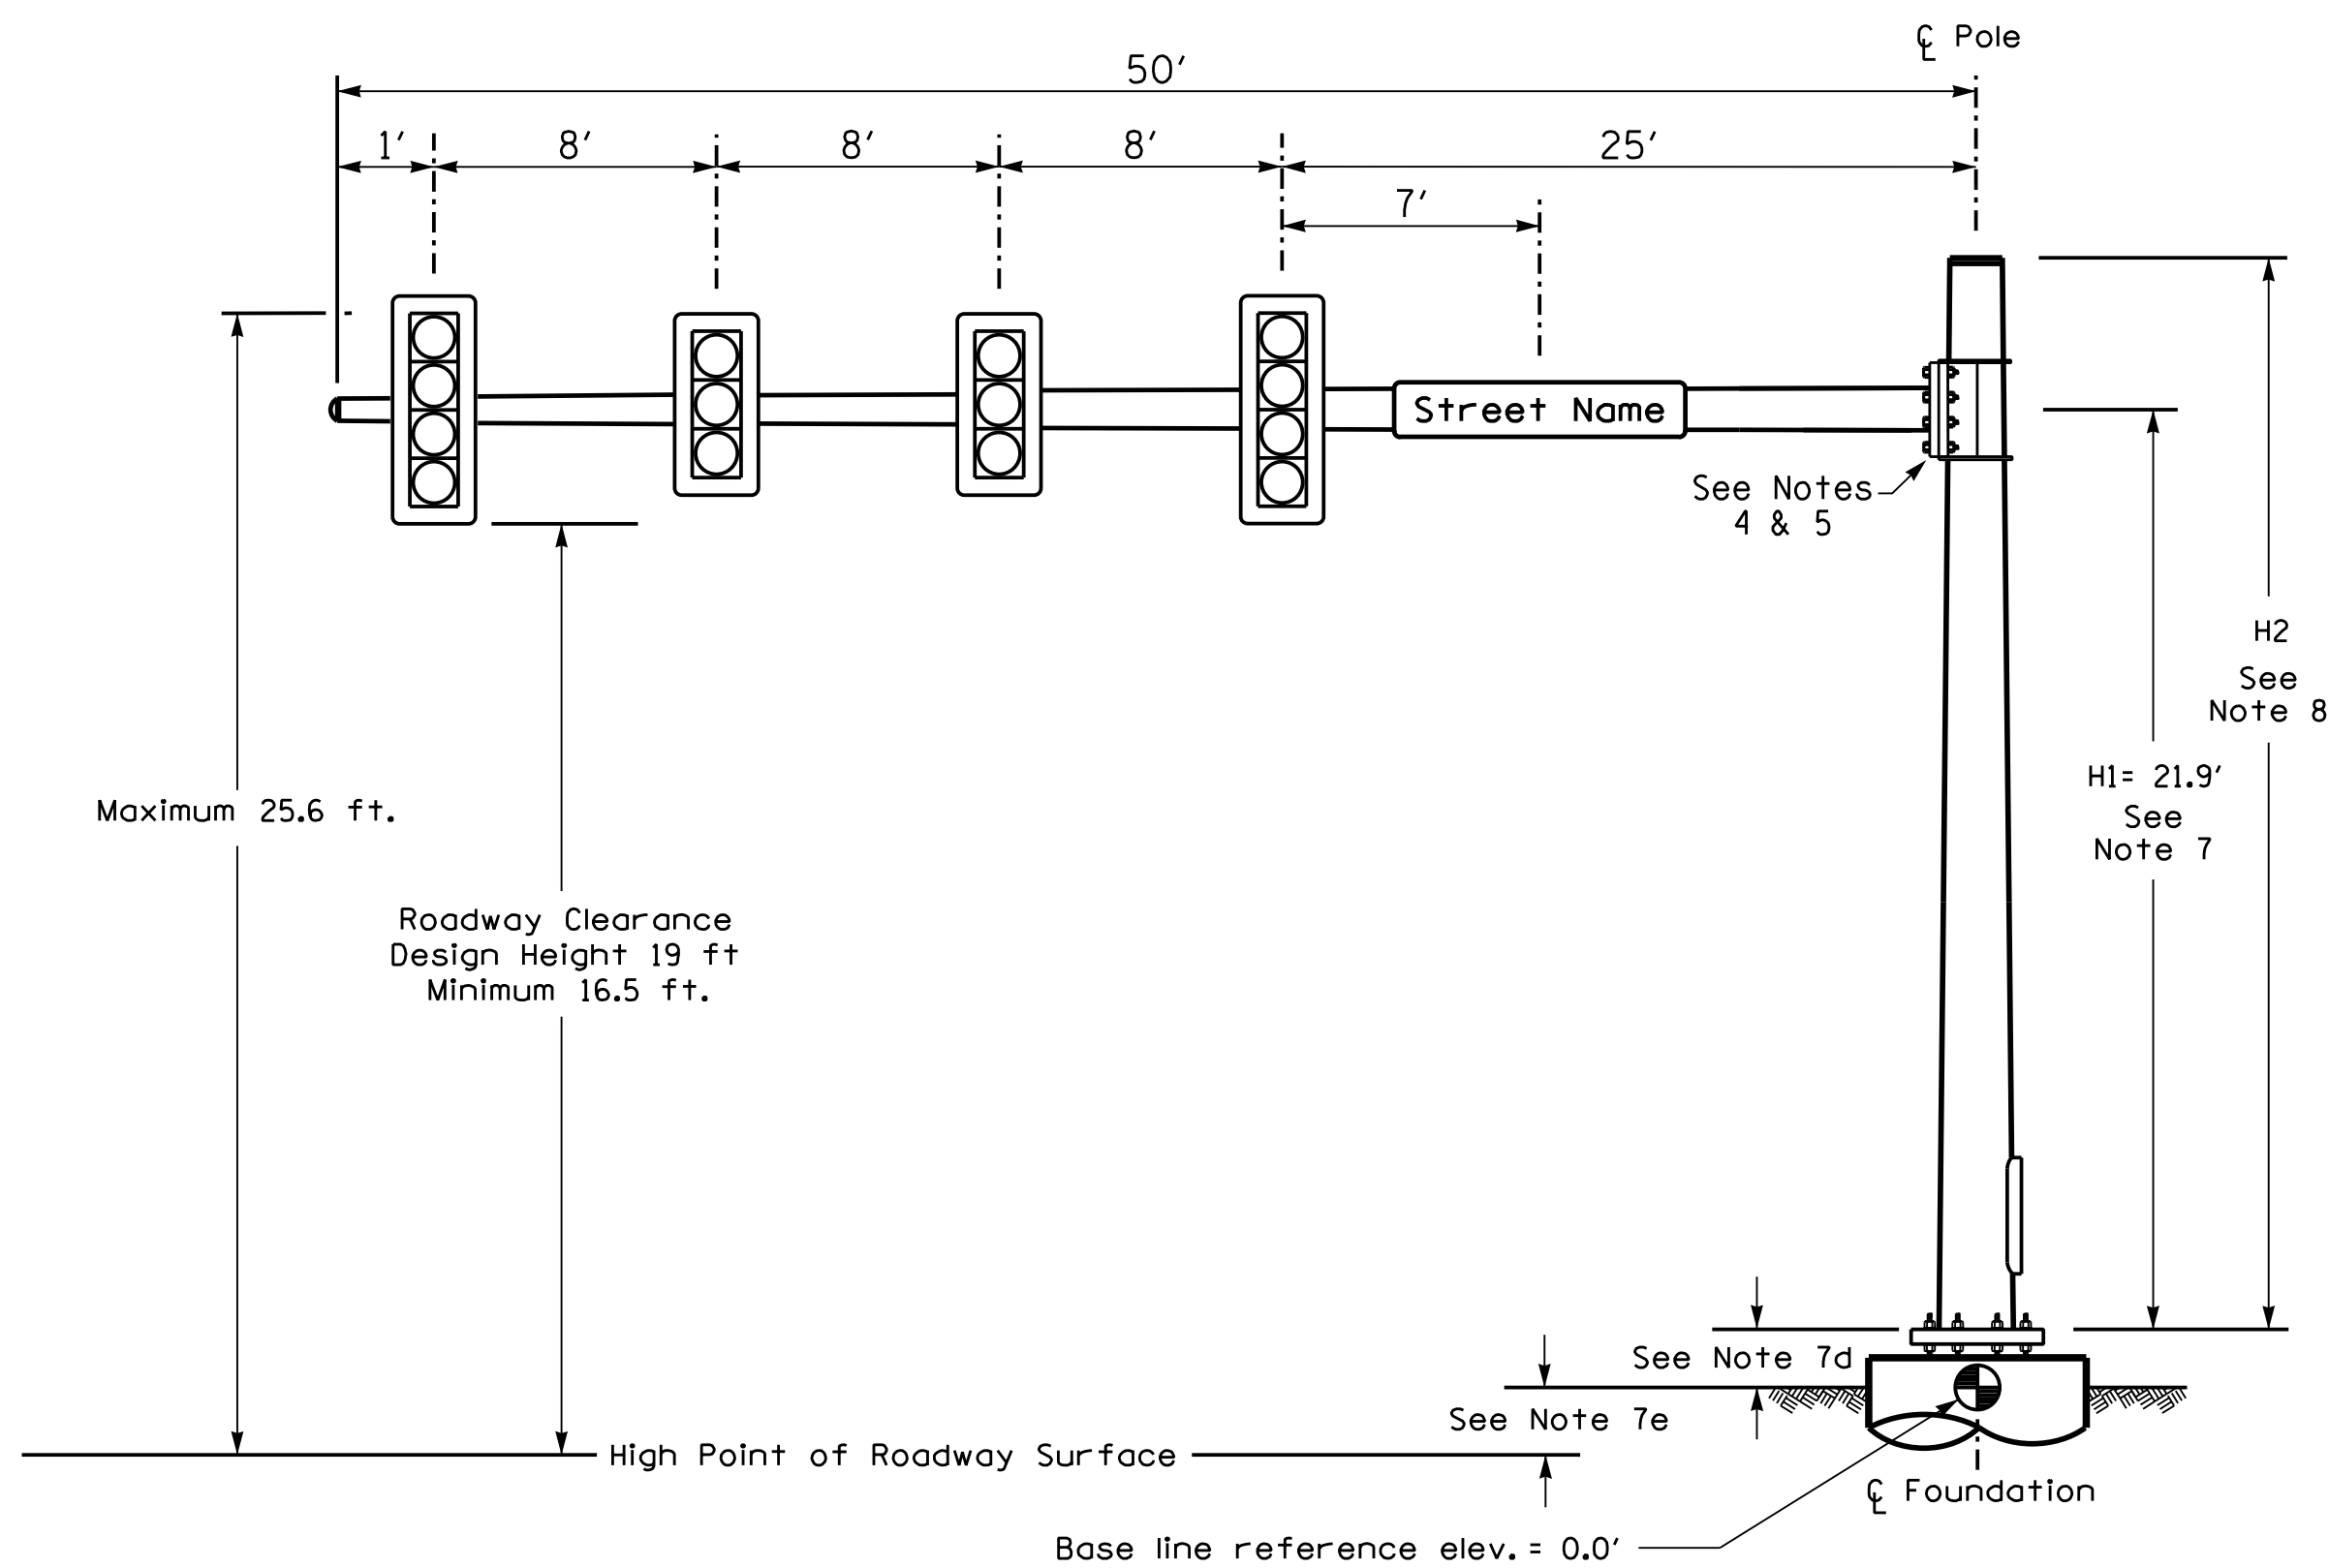 ℄ Pole
50'
1'
8'
8'
8'
25'
7'
Street Name
See Notes
4 & 5
H2
See
Note 8
H1= 21.9'
See
Note 7
Maximum 25.6 ft.
Roadway Clearance
Design Height 19 ft
Minimum 16.5 ft.
See Note 7d
See Note 7e
High Point of Roadway Surface
℄ Foundation
Base line reference elev. = 0.0'